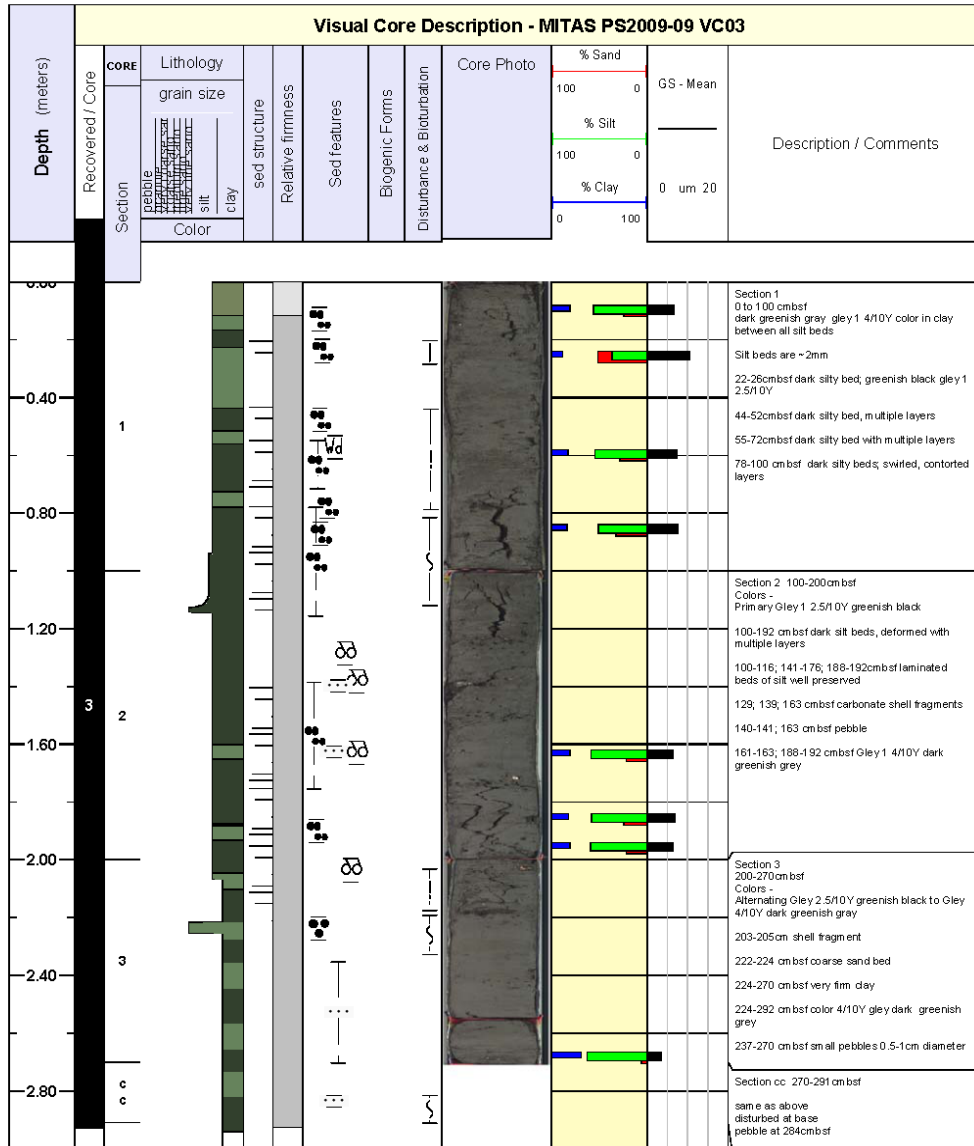 Visual Core Description - MITAS PS2009-09 VC03
Depth (meters)
Recovered / Core
CORE
Section
Lithology
grain size
pebble
silt
clay
Color
sed structure
Relative firmness
Sed features
Biogenic Forms
Disturbance & Bioturbation
Core Photo
% Sand
100 0
% Silt
100 0
% Clay
0 100
GS - Mean
0 um 20
Description / Comments
0.40
0.80
1.20
1.60
2.00
2.40
2.80
3
1
2
3
c
c
Wd
Section 1
0 to 100 cmbsf
dark greenish gray gley 1 4/10Y color in clay
between all silt beds
Silt beds are ~2mm
22-26cmbsf dark silty bed; greenish black gley 1
2.5/10Y
44-52cmbsf dark silty bed, multiple layers
55-72cmbsf dark silty bed with multiple layers
78-100 cmbsf dark silty beds; swirled, contorted
layers
Section 2 100-200cmbsf
Colors -
Primary Gley 1 2.5/10Y greenish black
100-192 cmbsf dark silt beds, deformed with
multiple layers
100-116; 141-176; 188-192cmbsf laminated
beds of silt well preserved
129; 139; 163 cmbsf carbonate shell fragments
140-141; 163 cmbsf pebble
161-163; 188-192 cmbsf Gley 1 4/10Y dark
greenish grey
Section 3
200-270cmbsf
Colors -
Alternating Gley 2.5/10Y greenish black to Gley
4/10Y dark greenish gray
203-205cm shell fragment
222-224 cmbsf coarse sand bed
224-270 cmbsf very firm clay
224-292 cmbsf color 4/10Y gley dark greenish
grey
237-270 cmbsf small pebbles 0.5-1cm diameter
Section cc 270-291cmbsf
same as above
disturbed at base
pebble at 284cmbsf